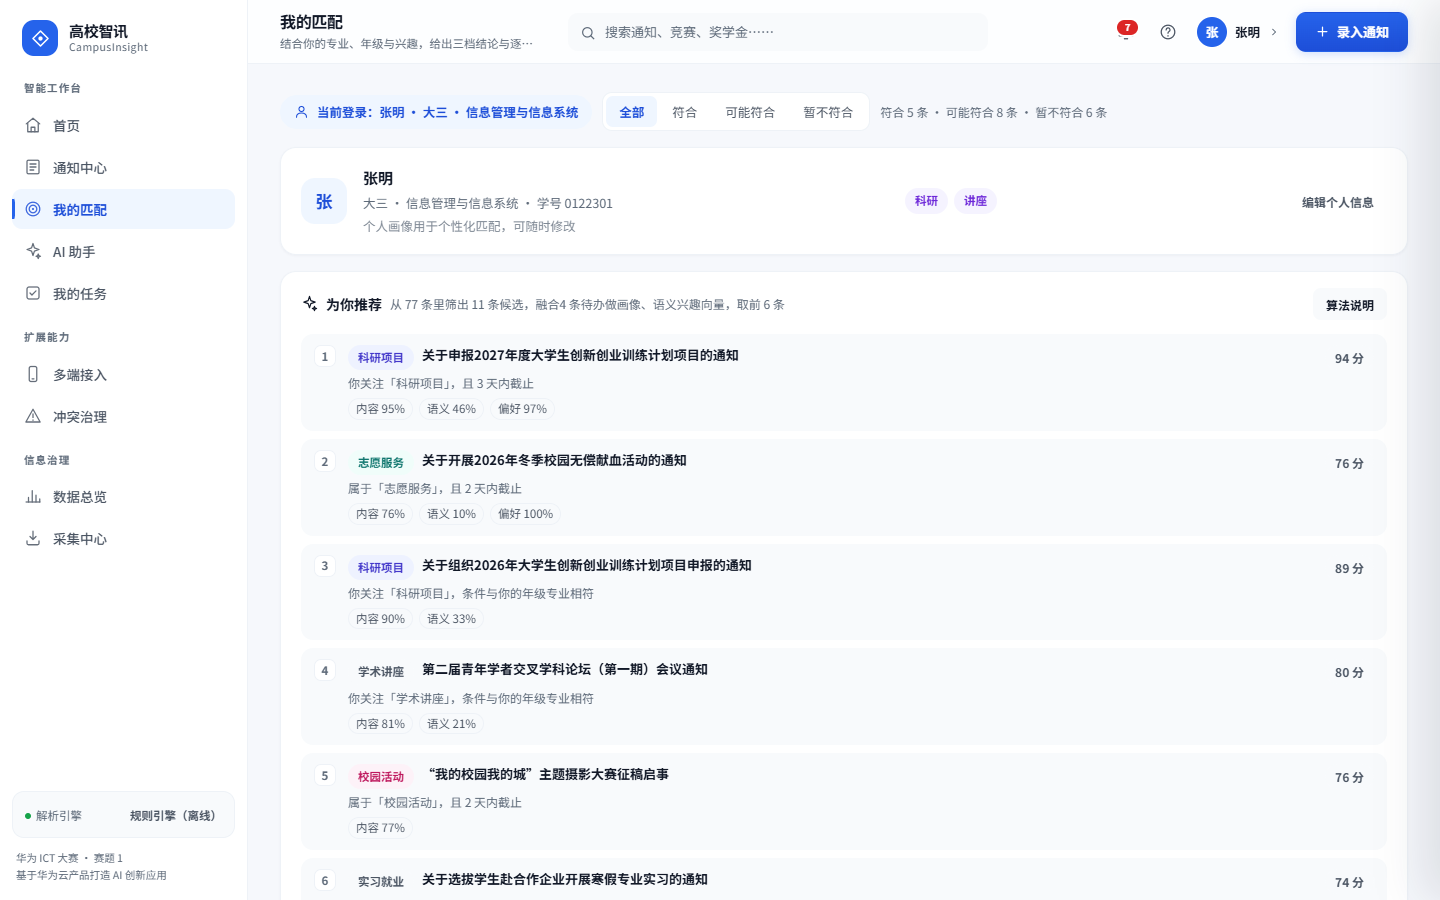 高校智讯
CampusInsight
智能工作台
首页
通知中心
我的匹配
AI 助手
我的任务
扩展能力
多端接入
冲突治理
信息治理
数据总览
采集中心
解析引擎 规则引擎（离线）
华为 ICT 大赛 · 赛题 1
基于华为云产品打造 AI 创新应用
我的匹配
结合你的专业、年级与兴趣，给出三档结论与逐…
搜索通知、竞赛、奖学金……
7
张 张明
录入通知
当前登录：张明 · 大三 · 信息管理与信息系统
全部 符合 可能符合 暂不符合
符合 5 条 · 可能符合 8 条 · 暂不符合 6 条
张
张明
大三 · 信息管理与信息系统 · 学号 0122301
个人画像用于个性化匹配，可随时修改
科研 讲座
编辑个人信息
为你推荐 从 77 条里筛出 11 条候选，融合4 条待办做画像、语义兴趣向量，取前 6 条
算法说明
1 科研项目 关于申报2027年度大学生创新创业训练计划项目的通知 94 分
你关注「科研项目」，且 3 天内截止
内容 95% 语义 46% 偏好 97%
2 志愿服务 关于开展2026年冬季校园无偿献血活动的通知 76 分
属于「志愿服务」，且 2 天内截止
内容 76% 语义 10% 偏好 100%
3 科研项目 关于组织2026年大学生创新创业训练计划项目申报的通知 89 分
你关注「科研项目」，条件与你的年级专业相符
内容 90% 语义 33%
4 学术讲座 第二届青年学者交叉学科论坛（第一期）会议通知 80 分
你关注「学术讲座」，条件与你的年级专业相符
内容 81% 语义 21%
5 校园活动 “我的校园我的城”主题摄影大赛征稿启事 76 分
属于「校园活动」，且 2 天内截止
内容 77%
6 实习就业 关于选拔学生赴合作企业开展寒假专业实习的通知 74 分